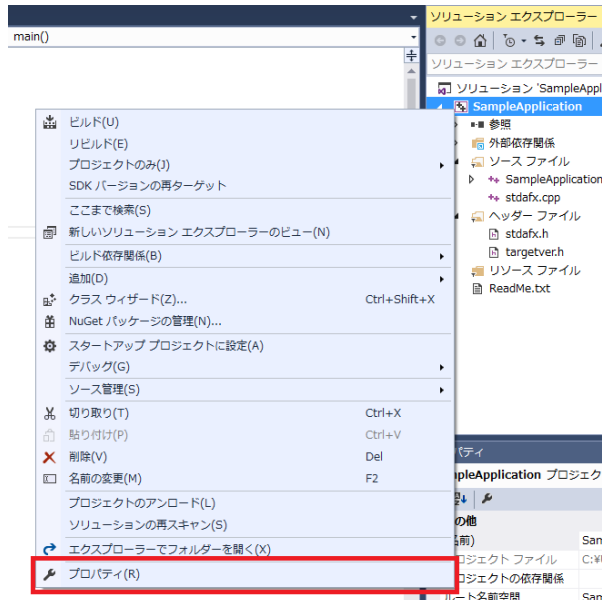 main()
ビルド(U)
リビルド(E)
プロジェクトのみ(J)
SDK バージョンの再ターゲット
ここまで検索(S)
新しいソリューション エクスプローラーのビュー(N)
ビルド依存関係(B)
追加(D)
クラス ウィザード(Z)... Ctrl+Shift+X
NuGet パッケージの管理(N)...
スタートアップ プロジェクトに設定(A)
デバッグ(G)
ソース管理(S)
切り取り(T) Ctrl+X
貼り付け(P) Ctrl+V
削除(V) Del
名前の変更(M) F2
プロジェクトのアンロード(L)
ソリューションの再スキャン(S)
エクスプローラーでフォルダーを開く(X)
プロパティ(R)
ソリューション エクスプローラー
ソリューション エクスプローラー
ソリューション 'SampleAppl
SampleApplication
参照
外部依存関係
ソース ファイル
SampleApplication
stdafx.cpp
ヘッダー ファイル
stdafx.h
targetver.h
リソース ファイル
ReadMe.txt
パティ
mpleApplication プロジェク
の他
名前) Sam
ロジェクト ファイル C:¥
ロジェクトの依存関係
ルート名前空間 Sam